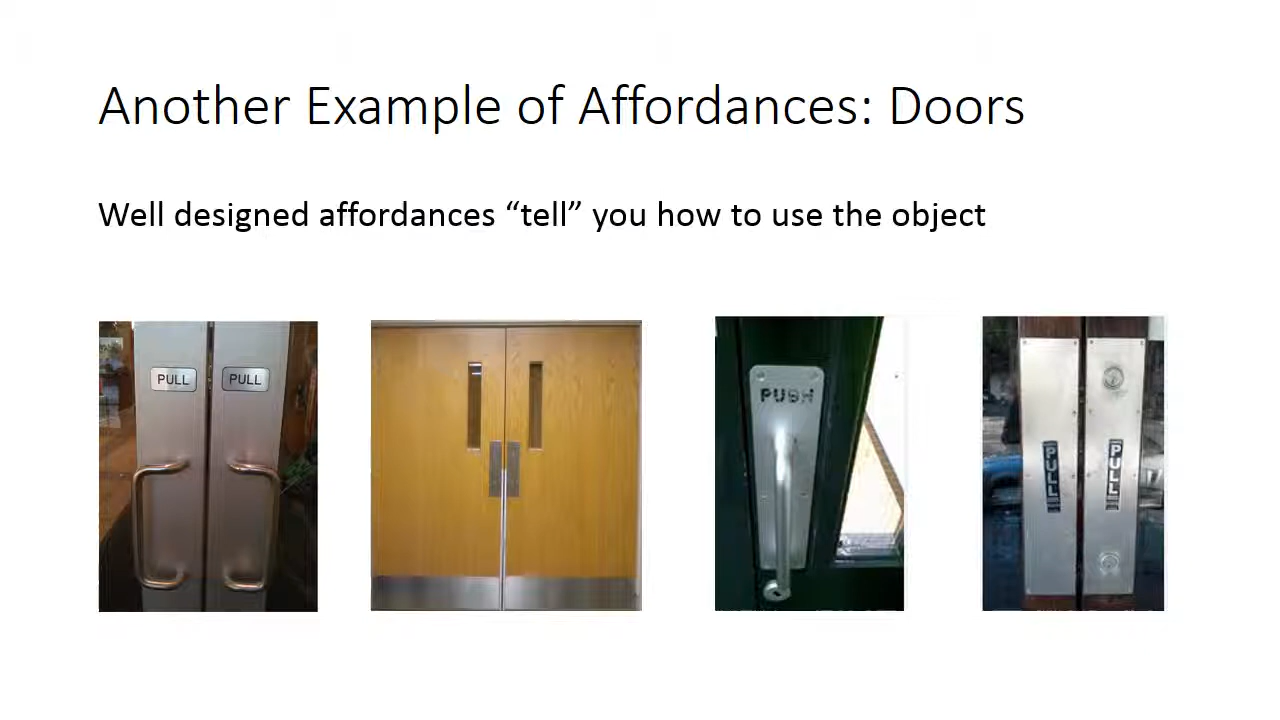 Another Example of Affordances: Doors
Well designed affordances “tell” you how to use the object
PULL PULL
PUSH
PULL PULL